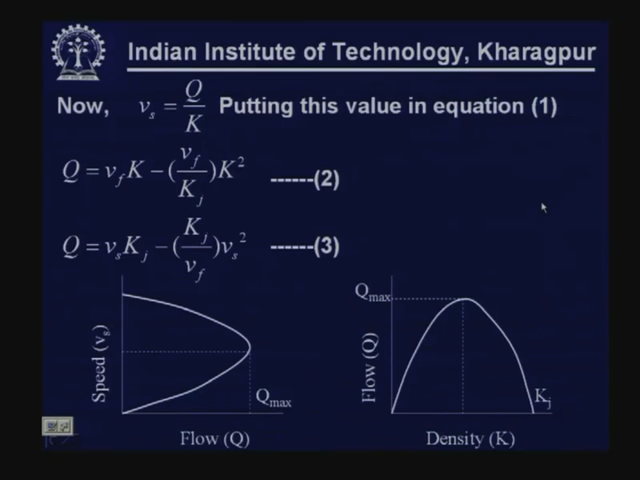 Indian Institute of Technology, Kharagpur
Now, v_s = Q/K Putting this value in equation (1)
Q = v_f K − (v_f/K_j)K² ------(2)
Q = v_s K_j − (K_j/v_f)v_s² ------(3)
Speed (v_s)
Q_max
Flow (Q)
Q_max
Flow (Q)
K_j
Density (K)